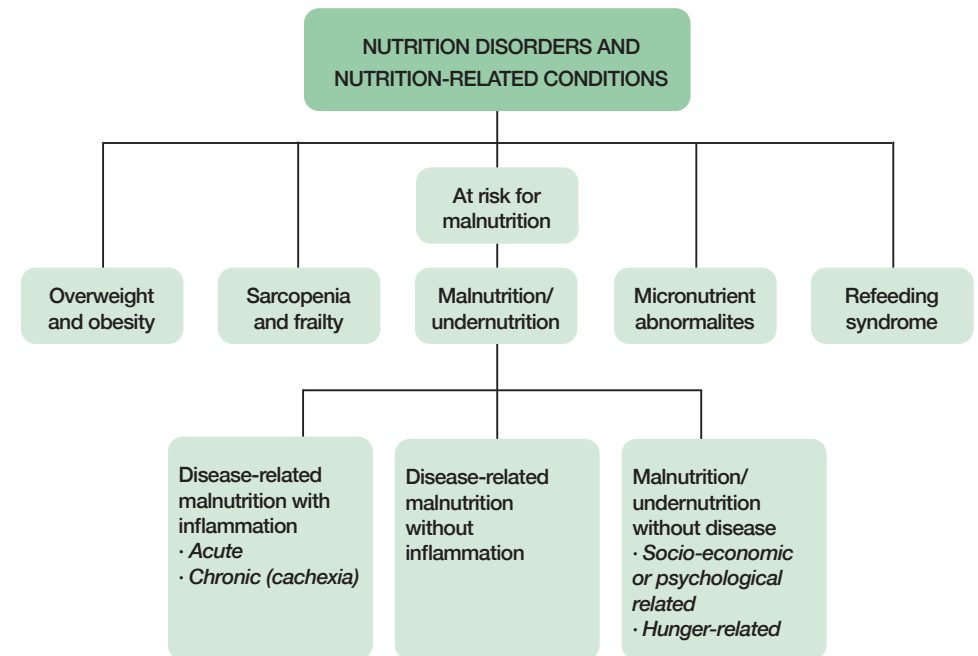 NUTRITION DISORDERS AND
NUTRITION-RELATED CONDITIONS
At risk for
malnutrition
Overweight
and obesity
Sarcopenia
and frailty
Malnutrition/
undernutrition
Micronutrient
abnormalites
Refeeding
syndrome
Disease-related
malnutrition with
inflammation
· Acute
· Chronic (cachexia)
Disease-related
malnutrition
without
inflammation
Malnutrition/
undernutrition
without disease
· Socio-economic
or psychological
related
· Hunger-related